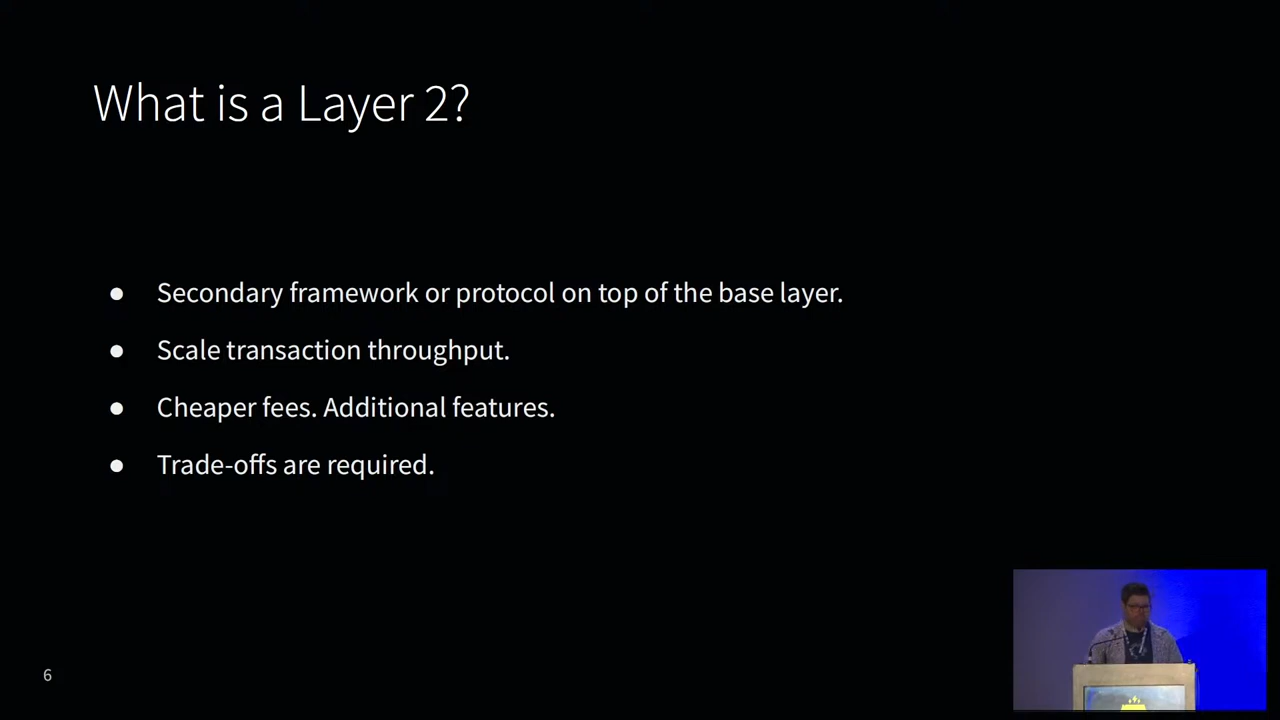 What is a Layer 2?
● Secondary framework or protocol on top of the base layer.
● Scale transaction throughput.
● Cheaper fees. Additional features.
● Trade-offs are required.
6